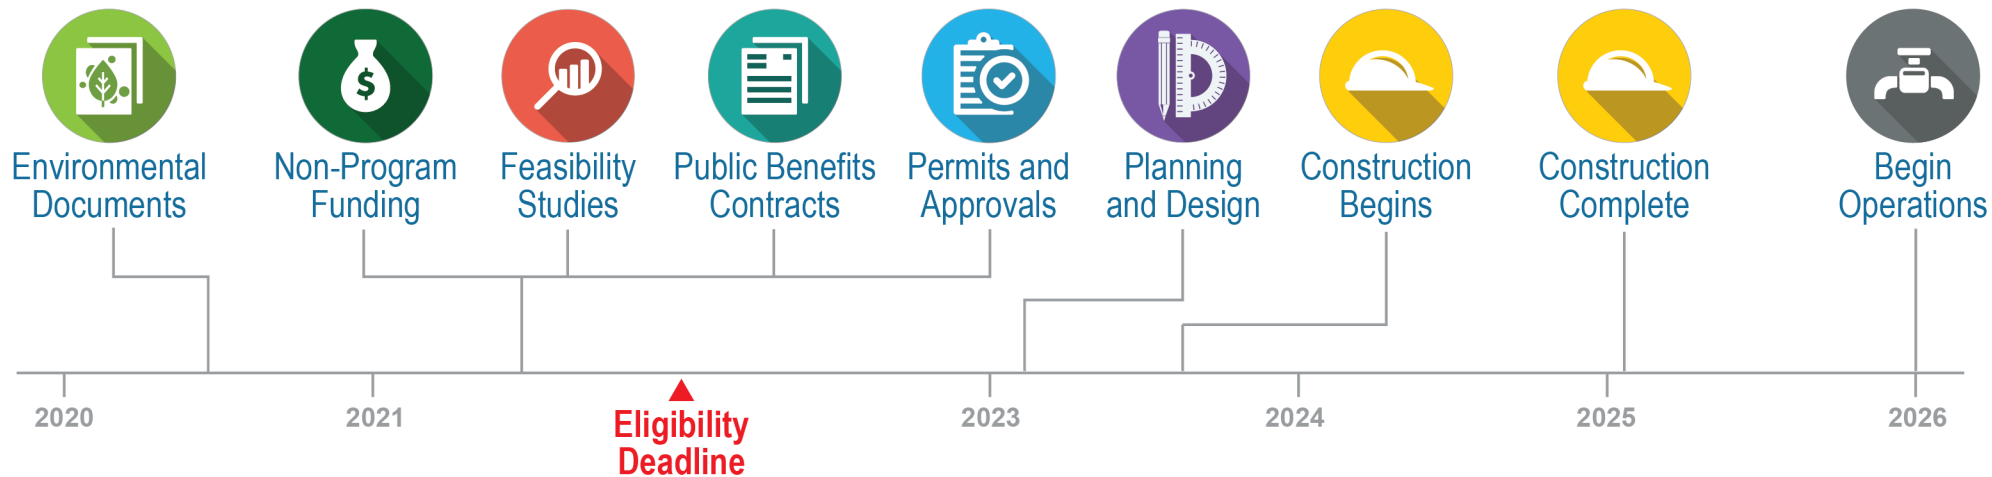 Environmental
Documents
Non-Program
Funding
$
Feasibility
Studies
Public Benefits
Contracts
Permits and
Approvals
Planning
and Design
Construction
Begins
Construction
Complete
Begin
Operations
2020
2021
Eligibility
Deadline
2023
2024
2025
2026